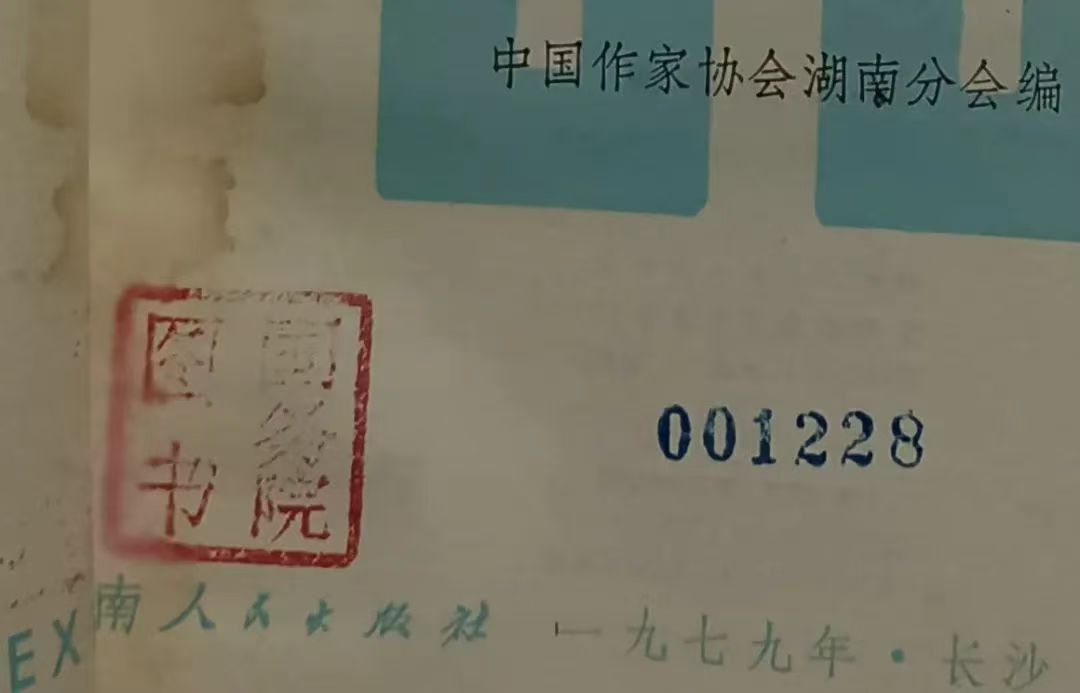 中国作家协会湖南分会编
国务院
图书
001228
南人民出版社 一九七九年·长沙
EX